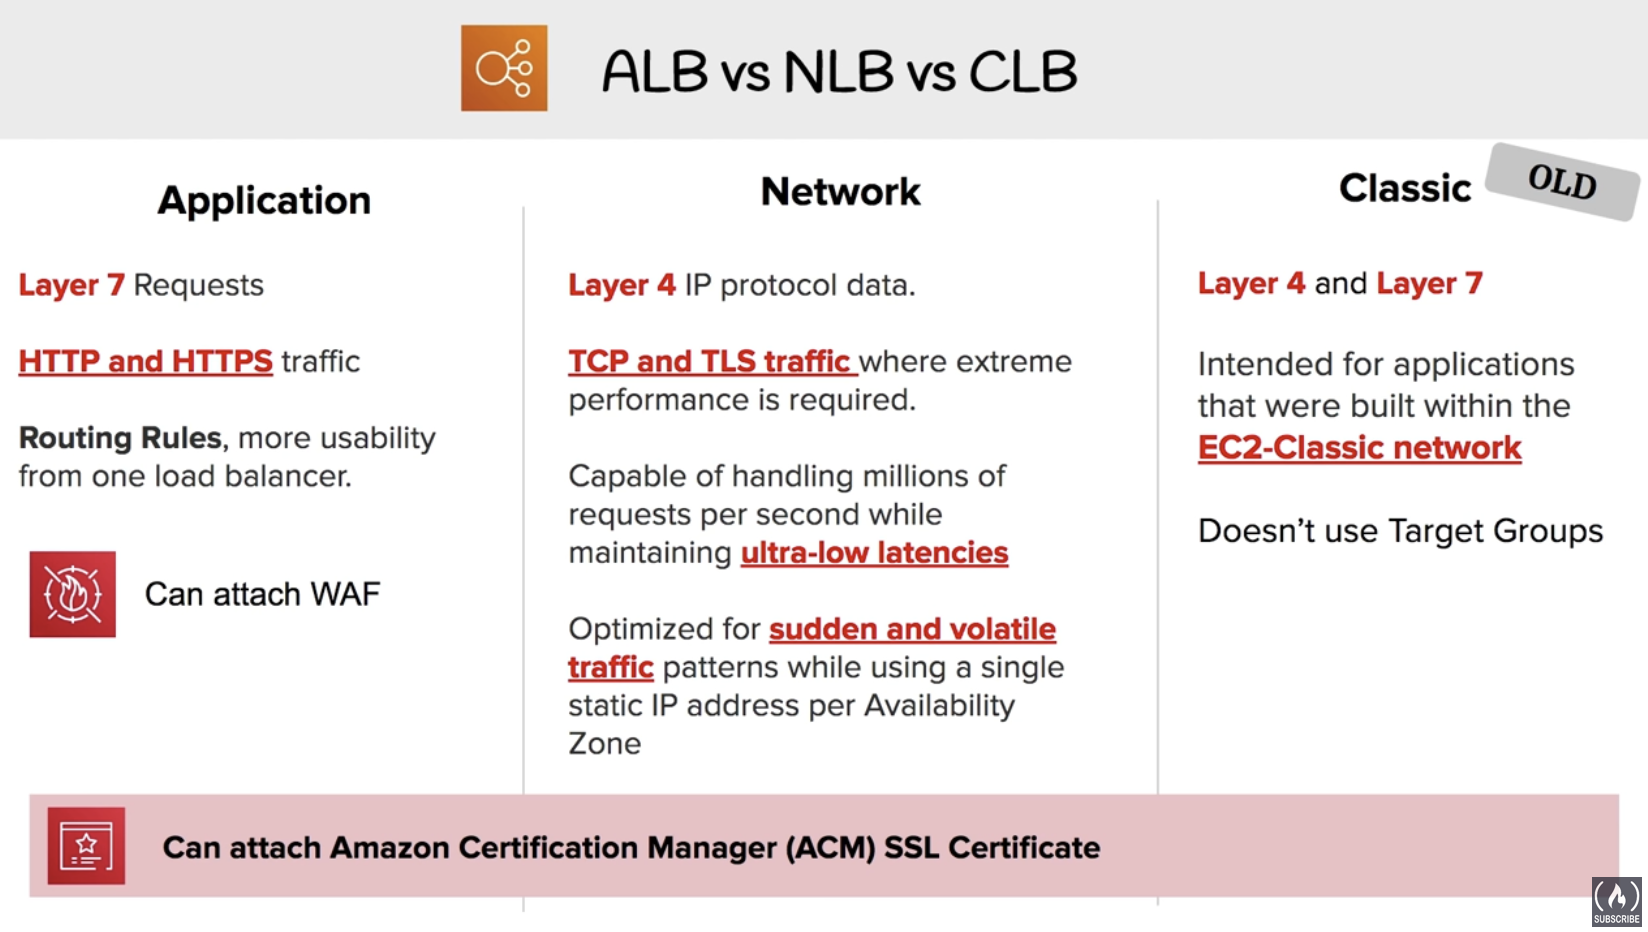 ALB vs NLB vs CLB
Application
Layer 7 Requests
HTTP and HTTPS traffic
Routing Rules, more usability
from one load balancer.
Can attach WAF
Network
Layer 4 IP protocol data.
TCP and TLS traffic where extreme
performance is required.
Capable of handling millions of
requests per second while
maintaining ultra-low latencies
Optimized for sudden and volatile
traffic patterns while using a single
static IP address per Availability
Zone
Classic
OLD
Layer 4 and Layer 7
Intended for applications
that were built within the
EC2-Classic network
Doesn’t use Target Groups
Can attach Amazon Certification Manager (ACM) SSL Certificate
SUBSCRIBE